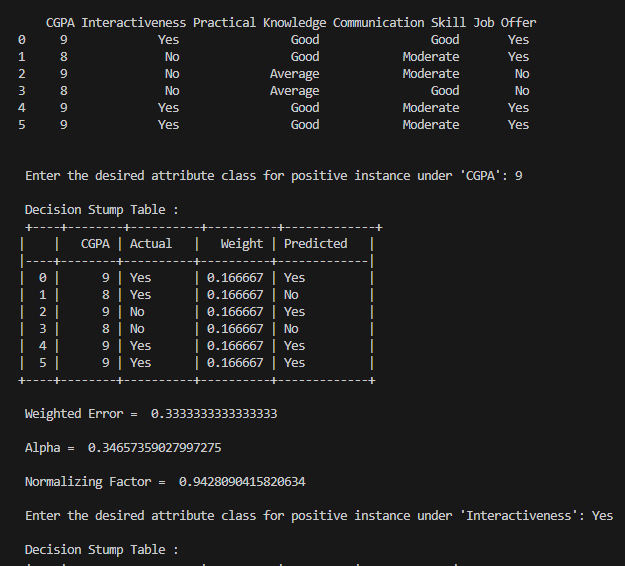 CGPA Interactiveness Practical Knowledge Communication Skill Job Offer
0 9 Yes Good Good Yes
1 8 No Good Moderate Yes
2 9 No Average Moderate No
3 8 No Average Good No
4 9 Yes Good Moderate Yes
5 9 Yes Good Moderate Yes
Enter the desired attribute class for positive instance under 'CGPA': 9
Decision Stump Table :
+----+--------+----------+----------+-------------+
| | CGPA | Actual | Weight | Predicted |
|----+--------+----------+----------+-------------|
| 0 | 9 | Yes | 0.166667 | Yes |
| 1 | 8 | Yes | 0.166667 | No |
| 2 | 9 | No | 0.166667 | Yes |
| 3 | 8 | No | 0.166667 | No |
| 4 | 9 | Yes | 0.166667 | Yes |
| 5 | 9 | Yes | 0.166667 | Yes |
+----+--------+----------+----------+-------------+
Weighted Error = 0.3333333333333333
Alpha = 0.34657359027997275
Normalizing Factor = 0.9428090415820634
Enter the desired attribute class for positive instance under 'Interactiveness': Yes
Decision Stump Table :